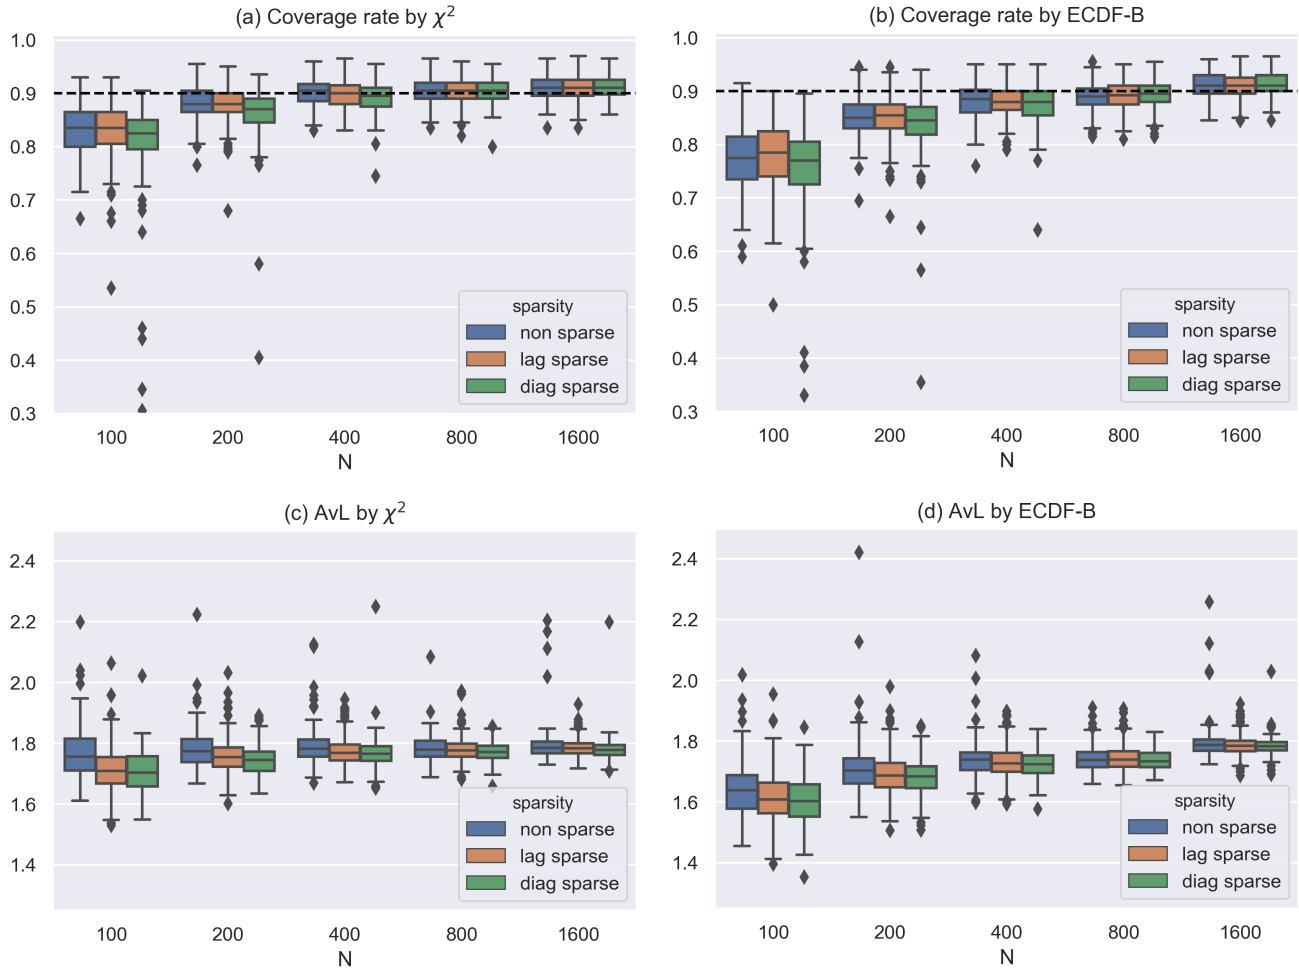 (a) Coverage rate by χ²
1.0
0.9
0.8
0.7
0.6
0.5
0.4
0.3
sparsity
non sparse
lag sparse
diag sparse
100 200 400 800 1600
N
(b) Coverage rate by ECDF-B
1.0
0.9
0.8
0.7
0.6
0.5
0.4
0.3
sparsity
non sparse
lag sparse
diag sparse
100 200 400 800 1600
N
(c) AvL by χ²
2.4
2.2
2.0
1.8
1.6
1.4
sparsity
non sparse
lag sparse
diag sparse
100 200 400 800 1600
N
(d) AvL by ECDF-B
2.4
2.2
2.0
1.8
1.6
1.4
sparsity
non sparse
lag sparse
diag sparse
100 200 400 800 1600
N